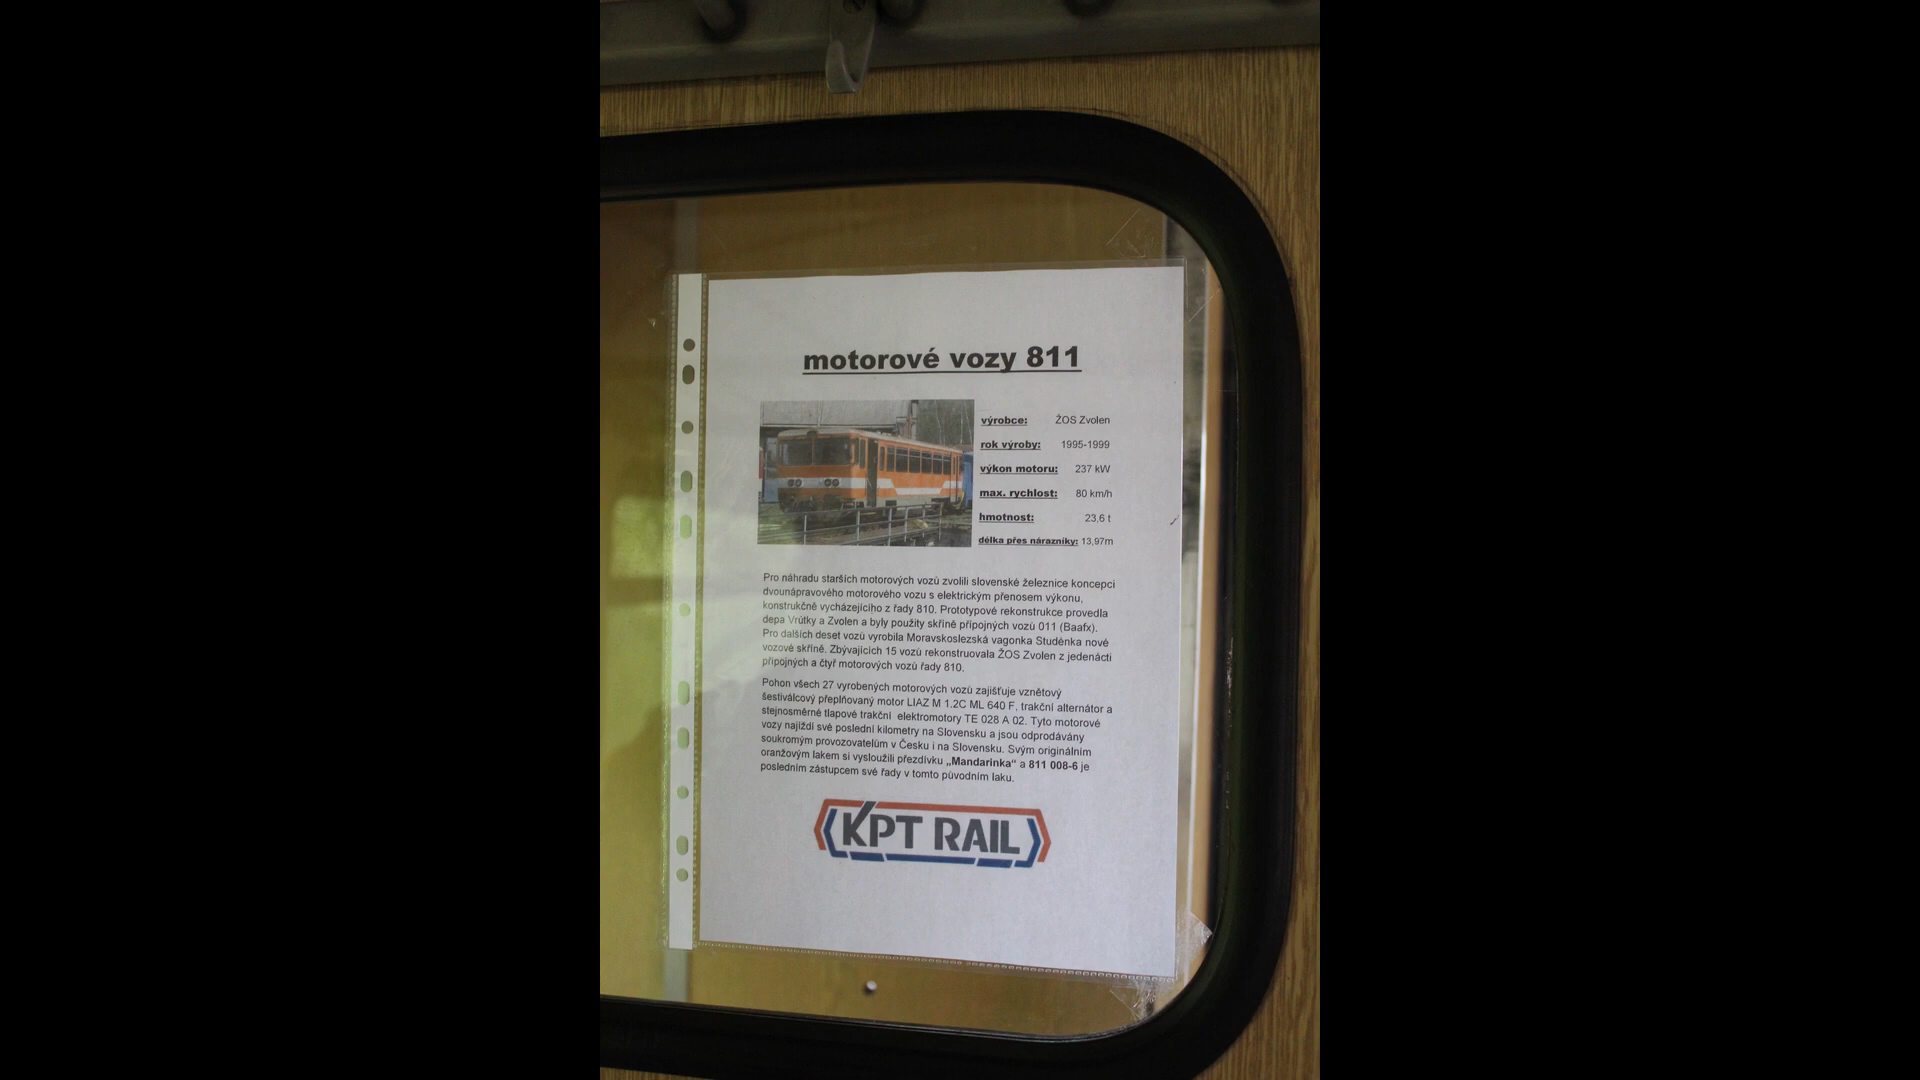 motorové vozy 811
výrobce: ŽOS Zvolen
rok výroby: 1995-1999
výkon motoru: 237 kW
max. rychlost: 80 km/h
hmotnost: 23,6 t
délka přes nárazníky: 13,97m
Pro náhradu starších motorových vozů zvolili slovenské železnice koncepci
dvounápravového motorového vozu s elektrickým přenosem výkonu,
konstrukčně vycházejícího z řady 810. Prototypové rekonstrukce provedla
depa Vrútky a Zvolen a byly použity skříně přípojných vozů 011 (Baafx).
Pro dalších deset vozů vyrobila Moravskoslezská vagonka Studénka nové
vozové skříně. Zbývajících 15 vozů rekonstruovala ŽOS Zvolen z jedenácti
přípojných a čtyř motorových vozů řady 810.
Pohon všech 27 vyrobených motorových vozů zajišťuje vznětový
šestiválcový přeplňovaný motor LIAZ M 1.2C ML 640 F, trakční alternátor a
stejnosměrné tlapové trakční elektromotory TE 028 A 02. Tyto motorové
vozy najíždí své poslední kilometry na Slovensku a jsou odprodávány
soukromým provozovatelům v Česku i na Slovensku. Svým originálním
oranžovým lakem si vysloužili přezdívku „Mandarinka“ a 811 008-6 je
posledním zástupcem své řady v tomto původním laku.
KPT RAIL